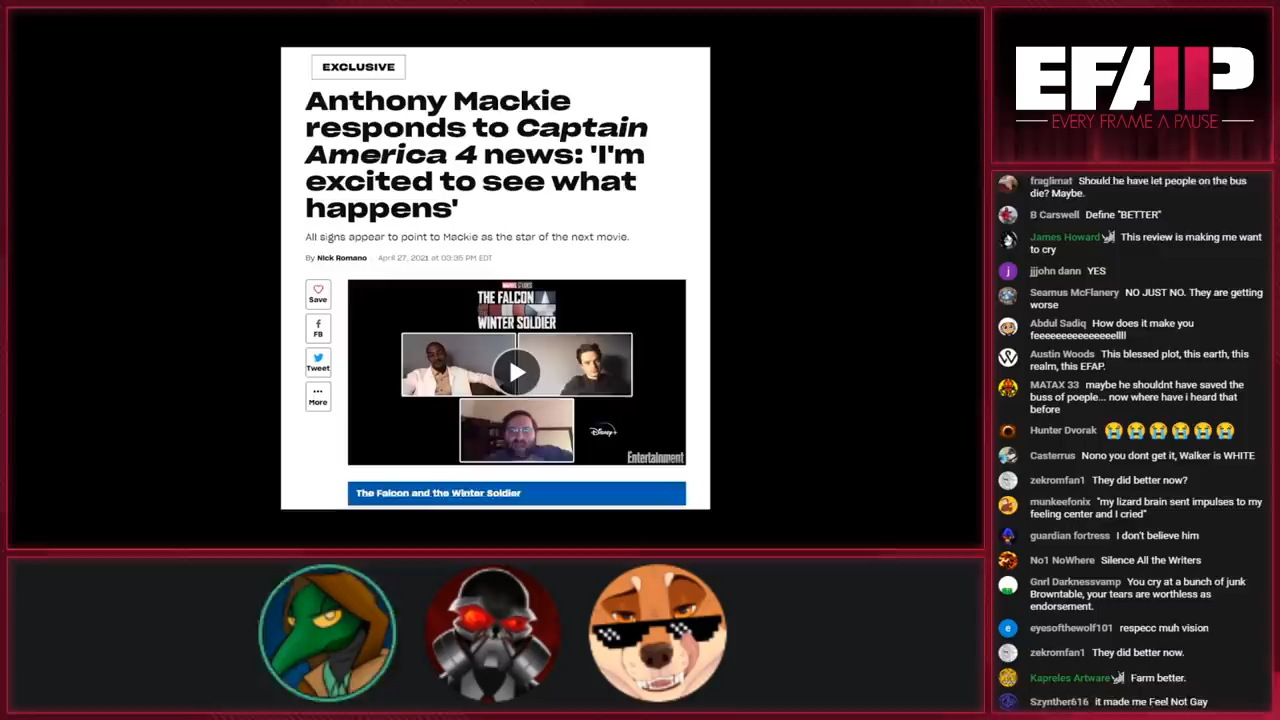 EXCLUSIVE
Anthony Mackie
responds to Captain
America 4 news: 'I'm
excited to see what
happens'
All signs appear to point to Mackie as the star of the next movie.
By Nick Romano April 27, 2021 at 03:35 PM EDT
Save
FB
Tweet
More
MARVEL STUDIOS
THE FALCON
WINTER SOLDIER
Disney+
Entertainment
The Falcon and the Winter Soldier
EFAP
EVERY FRAME A PAUSE
fraglimat Should he have let people on the bus
die? Maybe.
B Carswell Define "BETTER"
James Howard This review is making me want
to cry
jjjohn dann YES
Seamus McFlanery NO JUST NO. They are getting
worse
Abdul Sadiq How does it make you
feeeeeeeeeeeeeellll
Austin Woods This blessed plot, this earth, this
realm, this EFAP.
MATAX 33 maybe he shouldnt have saved the
buss of poeple... now where have i heard that
before
Hunter Dvorak 😭😭😭😭😭😭
Casterrus Nono you dont get it, Walker is WHITE
zekromfan1 They did better now?
munkeefonix "my lizard brain sent impulses to my
feeling center and I cried"
guardian fortress I don't believe him
No1 NoWhere Silence All the Writers
Gnrl Darknessvamp You cry at a bunch of junk
Browntable, your tears are worthless as
endorsement.
e
eyesofthewolf101 respecc muh vision
zekromfan1 They did better now.
Kapreles Artware Farm better.
Szynther616 it made me Feel Not Gay